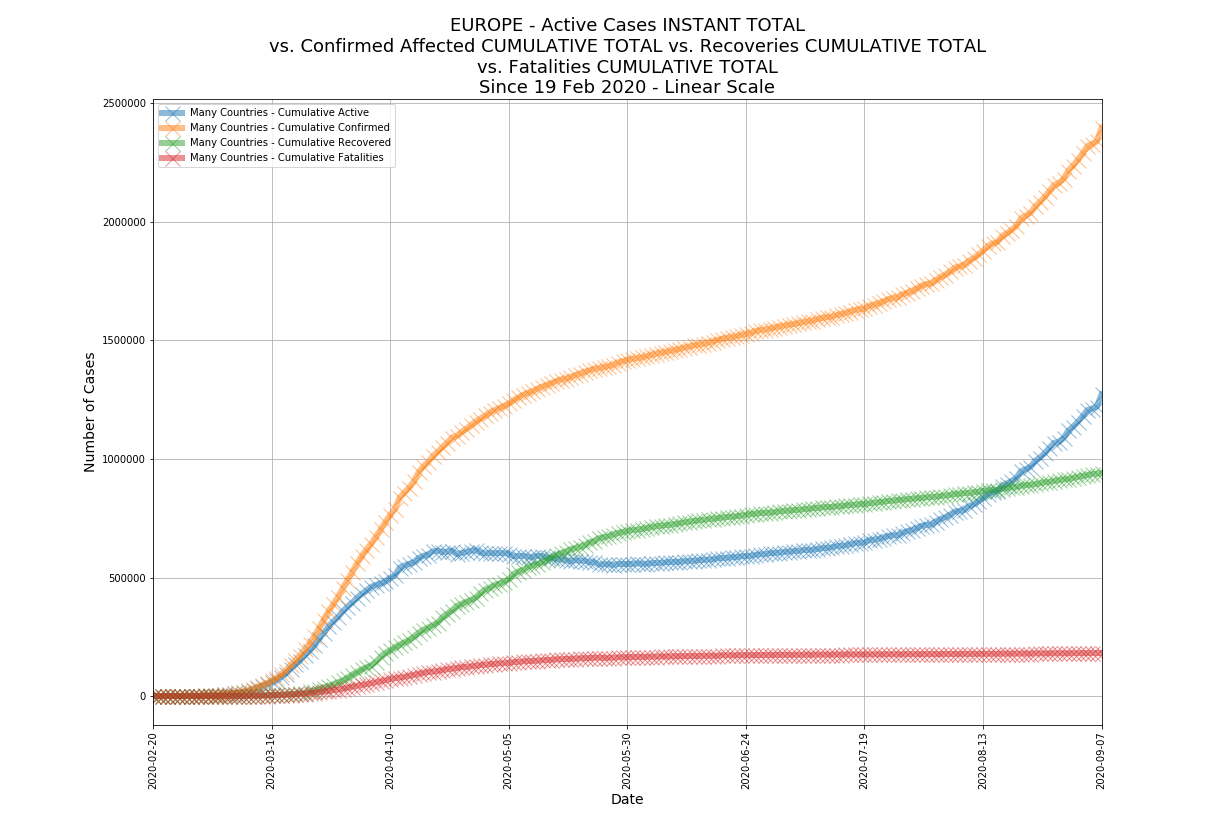 EUROPE - Active Cases INSTANT TOTAL
vs. Confirmed Affected CUMULATIVE TOTAL vs. Recoveries CUMULATIVE TOTAL
vs. Fatalities CUMULATIVE TOTAL
Since 19 Feb 2020 - Linear Scale
Many Countries - Cumulative Active
Many Countries - Cumulative Confirmed
Many Countries - Cumulative Recovered
Many Countries - Cumulative Fatalities
Number of Cases
2500000
2000000
1500000
1000000
500000
0
2020-02-20
2020-03-16
2020-04-10
2020-05-05
2020-05-30
2020-06-24
2020-07-19
2020-08-13
2020-09-07
Date